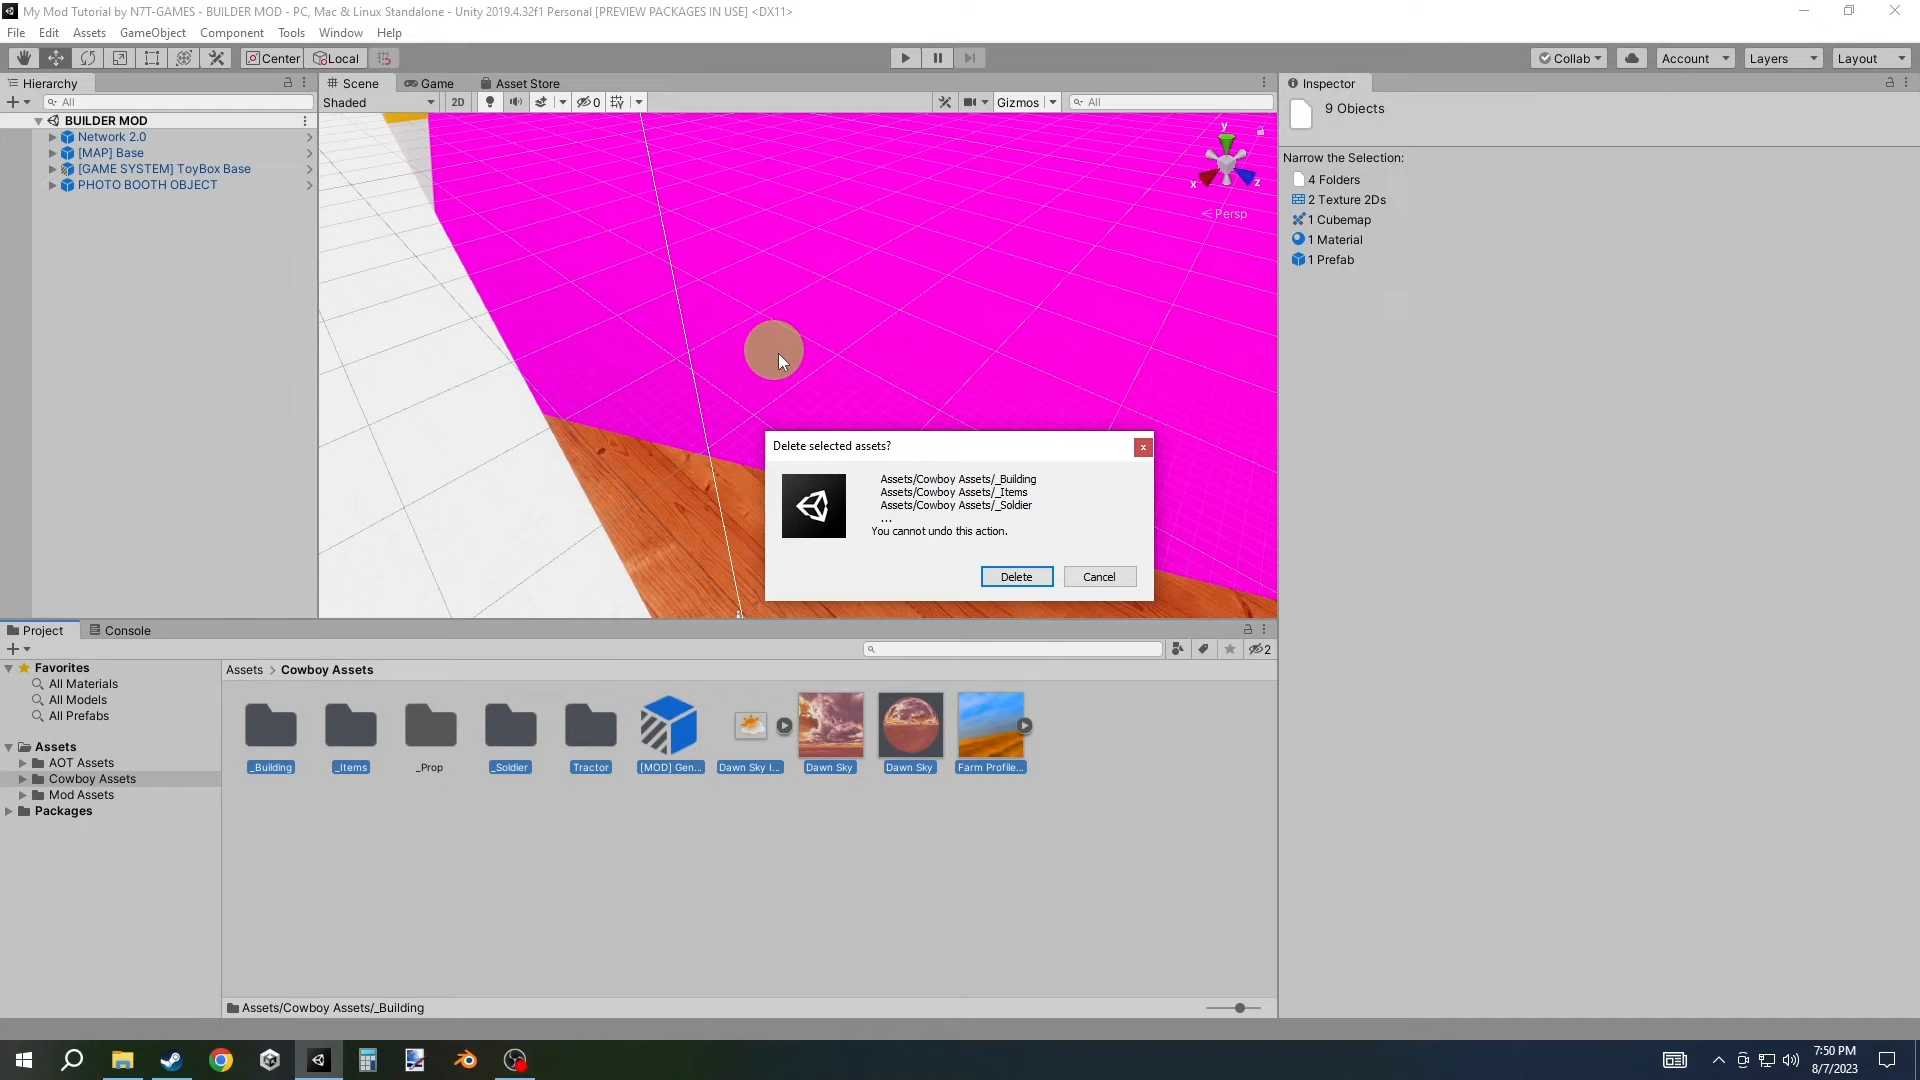 My Mod Tutorial by N7T-GAMES - BUILDER MOD - PC, Mac & Linux Standalone - Unity 2019.4.32f1 Personal [PREVIEW PACKAGES IN USE] <DX11>
File Edit Assets GameObject Component Tools Window Help
Center Local Collab Account Layers Layout
Hierarchy
All
BUILDER MOD
Network 2.0
[MAP] Base
[GAME SYSTEM] ToyBox Base
PHOTO BOOTH OBJECT
Scene Game Asset Store
Shaded 2D 0 Gizmos All
y
x z
Persp
Inspector
9 Objects
Narrow the Selection:
4 Folders
2 Texture 2Ds
1 Cubemap
1 Material
1 Prefab
Delete selected assets?
x
Assets/Cowboy Assets/_Building
Assets/Cowboy Assets/_Items
Assets/Cowboy Assets/_Soldier
...
You cannot undo this action.
Delete Cancel
Project Console
2
Favorites
All Materials
All Models
All Prefabs
Assets
AOT Assets
Cowboy Assets
Mod Assets
Packages
Assets > Cowboy Assets
_Building _Items _Prop _Soldier Tractor [MOD] Gen... Dawn Sky I... Dawn Sky Dawn Sky Farm Profile...
Assets/Cowboy Assets/_Building
7:50 PM
8/7/2023